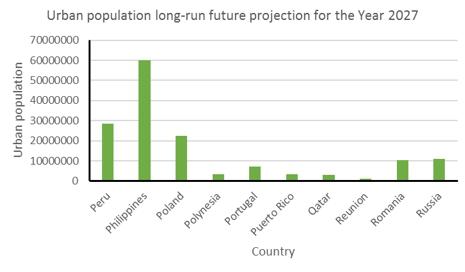 Urban population long-run future projection for the Year 2027
70000000
60000000
50000000
40000000
30000000
20000000
10000000
0
Urban population
Peru
Philippines
Poland
Polynesia
Portugal
Puerto Rico
Qatar
Reunion
Romania
Russia
Country